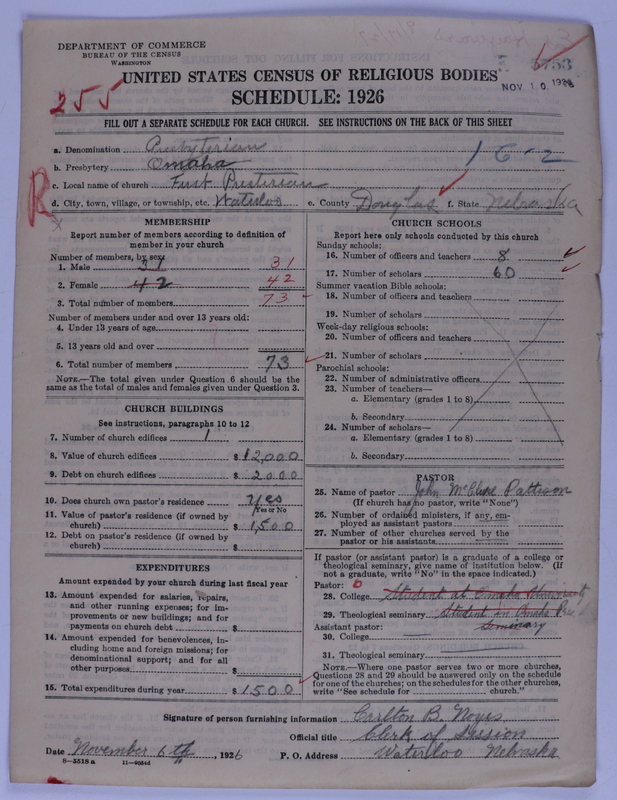 DEPARTMENT OF COMMERCE
BUREAU OF THE CENSUS
WASHINGTON
NOV 10 1926
UNITED STATES CENSUS OF RELIGIOUS BODIES
255
SCHEDULE: 1926
FILL OUT A SEPARATE SCHEDULE FOR EACH CHURCH. SEE INSTRUCTIONS ON THE BACK OF THIS SHEET
a. Denomination Presbyterian
b. Presbytery Omaha
16-2
c. Local name of church First Presterian
R
d. City, town, village, or township, etc. Waterloo e. County Douglas f. State Nebraska
MEMBERSHIP
Report number of members according to definition of
member in your church
Number of members, by sex
1. Male 31 31
2. Female 42 42
3. Total number of members 73
Number of members under and over 13 years old:
4. Under 13 years of age
5. 13 years old and over
6. Total number of members 73
NOTE.—The total given under Question 6 should be
the same as the total of males and females given under Question 3.
CHURCH BUILDINGS
See instructions, paragraphs 10 to 12
7. Number of church edifices 1
8. Value of church edifices $12,000
9. Debt on church edifices $2000
10. Does church own pastor's residence Yes
Yes or No
11. Value of pastor's residence (if owned by
church) $1,500
12. Debt on pastor's residence (if owned by
church) $
EXPENDITURES
Amount expended by your church during last fiscal year
13. Amount expended for salaries, repairs,
and other running expenses; for im-
provements or new buildings; and for
payments on church debt $
14. Amount expended for benevolences, in-
cluding home and foreign missions; for
denominational support; and for all
other purposes $
15. Total expenditures during year $1500
CHURCH SCHOOLS
Report here only schools conducted by this church
Sunday schools:
16. Number of officers and teachers 8
17. Number of scholars 60
Summer vacation Bible schools:
18. Number of officers and teachers
19. Number of scholars
Week-day religious schools:
20. Number of officers and teachers
21. Number of scholars
Parochial schools:
22. Number of administrative officers
23. Number of teachers—
a. Elementary (grades 1 to 8)
b. Secondary
24. Number of scholars—
a. Elementary (grades 1 to 8)
b. Secondary
PASTOR
25. Name of pastor John Pattison
(If church has no pastor, write "None")
26. Number of ordained ministers, if any, em-
ployed as assistant pastors
27. Number of other churches served by the
pastor or his assistants
If pastor (or assistant pastor) is a graduate of a college or
theological seminary, give name of institution below. (If
not a graduate, write "No" in the space indicated.)
Pastor:
28. College Student at Omaha University
29. Theological seminary Student in Omaha Pres
Seminary
Assistant pastor:
30. College
31. Theological seminary
NOTE.—Where one pastor serves two or more churches,
Questions 28 and 29 should be answered only on the schedule
for one of the churches; on the schedules for the other churches,
write "See schedule for church."
Signature of person furnishing information Carlton B. Noyes
Official title Clerk of Session
Date November 6th, 1926 P. O. Address Waterloo Nebraska
8—5518 a